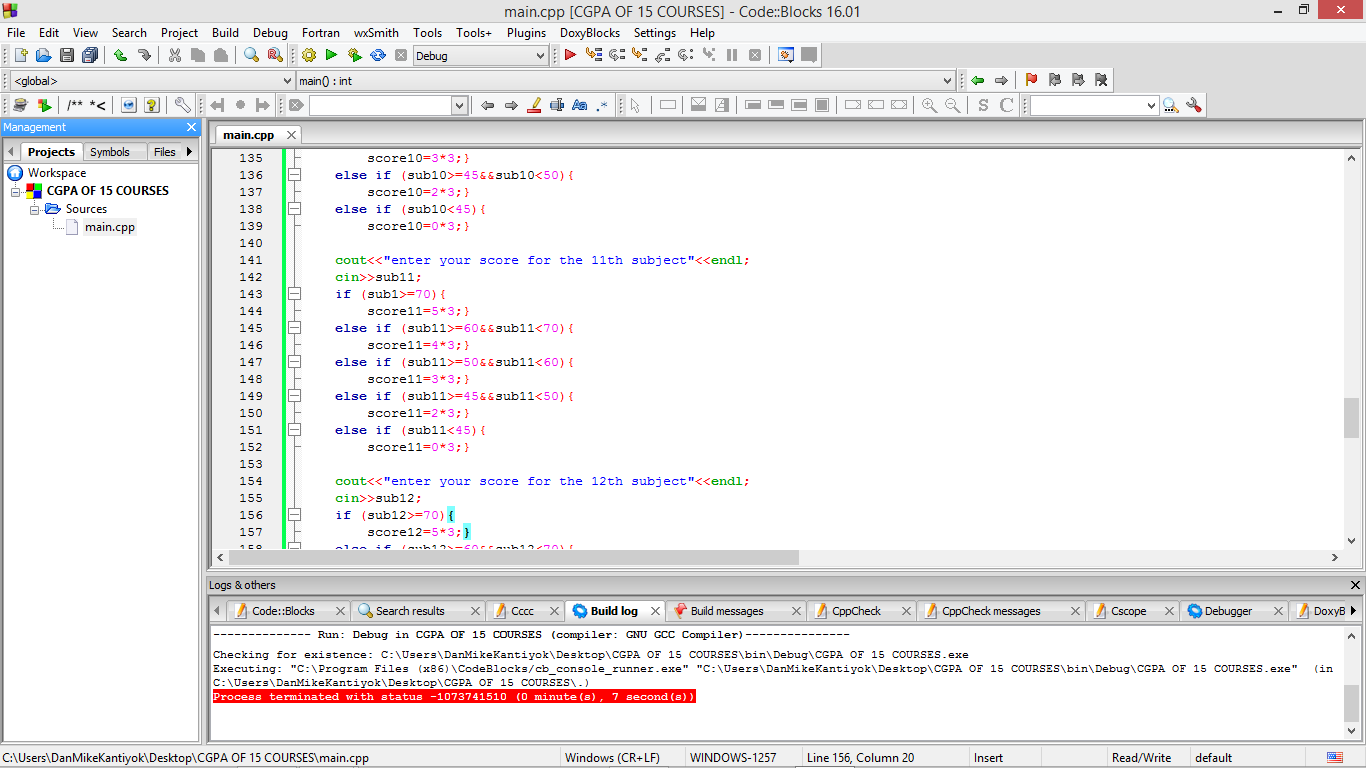 main.cpp [CGPA OF 15 COURSES] - Code::Blocks 16.01
File Edit View Search Project Build Debug Fortran wxSmith Tools Tools+ Plugins DoxyBlocks Settings Help
Debug
<global> main() : int
/** *< Aa .* S C
Management
Projects Symbols Files
Workspace
CGPA OF 15 COURSES
Sources
main.cpp
main.cpp
135 score10=3*3;}
136 else if (sub10>=45&&sub10<50){
137 score10=2*3;}
138 else if (sub10<45){
139 score10=0*3;}
140
141 cout<<"enter your score for the 11th subject"<<endl;
142 cin>>sub11;
143 if (sub1>=70){
144 score11=5*3;}
145 else if (sub11>=60&&sub11<70){
146 score11=4*3;}
147 else if (sub11>=50&&sub11<60){
148 score11=3*3;}
149 else if (sub11>=45&&sub11<50){
150 score11=2*3;}
151 else if (sub11<45){
152 score11=0*3;}
153
154 cout<<"enter your score for the 12th subject"<<endl;
155 cin>>sub12;
156 if (sub12>=70){
157 score12=5*3;}
158 else if (sub12>=60&&sub12<70){
Logs & others
Code::Blocks Search results Cccc Build log Build messages CppCheck CppCheck messages Cscope Debugger DoxyB
-------------- Run: Debug in CGPA OF 15 COURSES (compiler: GNU GCC Compiler)---------------
Checking for existence: C:\Users\DanMikeKantiyok\Desktop\CGPA OF 15 COURSES\bin\Debug\CGPA OF 15 COURSES.exe
Executing: "C:\Program Files (x86)\CodeBlocks/cb_console_runner.exe" "C:\Users\DanMikeKantiyok\Desktop\CGPA OF 15 COURSES\bin\Debug\CGPA OF 15 COURSES.exe" (in
C:\Users\DanMikeKantiyok\Desktop\CGPA OF 15 COURSES\.)
Process terminated with status -1073741510 (0 minute(s), 7 second(s))
C:\Users\DanMikeKantiyok\Desktop\CGPA OF 15 COURSES\main.cpp Windows (CR+LF) WINDOWS-1257 Line 156, Column 20 Insert Read/Write default